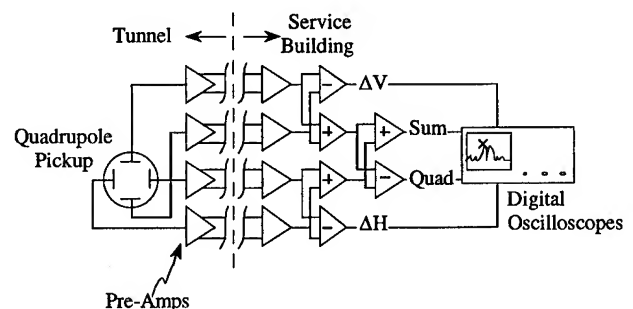 Tunnel
Service
Building
ΔV
−
Quadrupole
Pickup
+
+
Sum
+
−
Quad
−
ΔH
Digital
Oscilloscopes
Pre-Amps